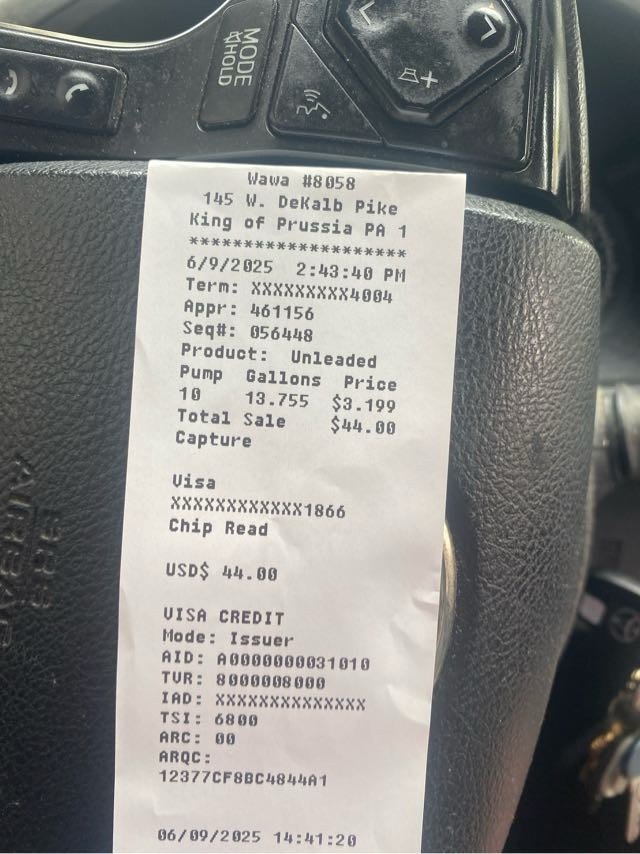 MODE
HOLD
Wawa #8058
145 W. DeKalb Pike
King of Prussia PA 1
********************
6/9/2025 2:43:40 PM
Term: XXXXXXXXX4004
Appr: 461156
Seq#: 056448
Product: Unleaded
Pump Gallons Price
10 13.755 $3.199
Total Sale $44.00
Capture
Visa
XXXXXXXXXXXX1866
Chip Read
USD$ 44.00
VISA CREDIT
Mode: Issuer
AID: A0000000031010
TVR: 8000008000
IAD: XXXXXXXXXXXXXX
TSI: 6800
ARC: 00
ARQC:
12377CF8BC4844A1
06/09/2025 14:41:20
SRS
AIRBAG